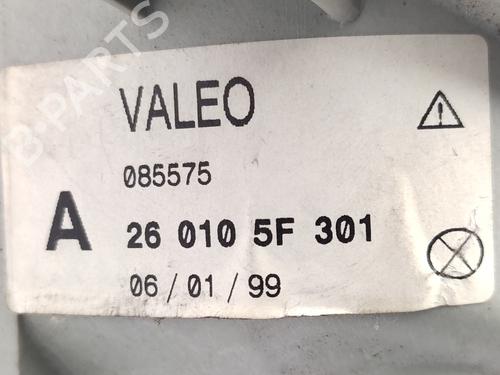 B-PARTS
VALEO
085575
A 26 010 5F 301
06 / 01 / 99